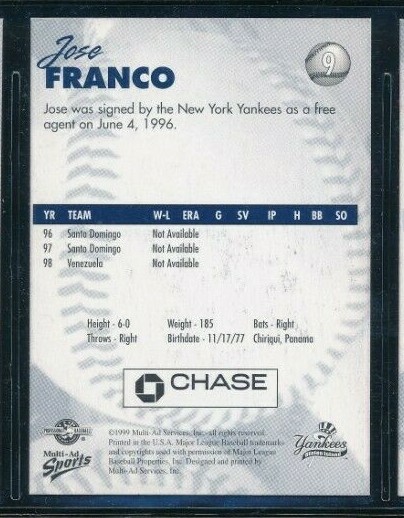 Jose
FRANCO
9
Jose was signed by the New York Yankees as a free
agent on June 4, 1996.
YR TEAM W-L ERA G SV IP H BB SO
96 Santa Domingo Not Available
97 Santa Domingo Not Available
98 Venezuela Not Available
Height - 6-0 Weight - 185 Bats - Right
Throws - Right Birthdate - 11/17/77 Chiriqui, Panama
CHASE
©1999 Multi-Ad Services, Inc. all rights reserved.
Printed in the U.S.A. Major League Baseball trademarks
and copyrights used with permission of Major League
Baseball Properties, Inc. Designed and printed by
Multi-Ad Services, Inc.
Multi-Ad
Sports
Yankees
Staten Island